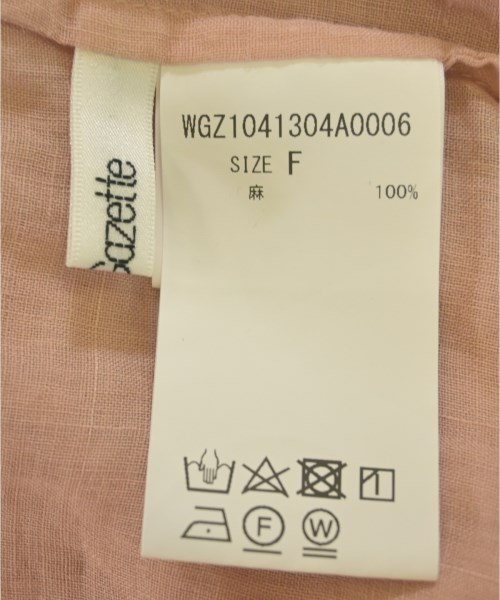 WGZ1041304A0006
SIZE F
麻 100%
Gazette
F W